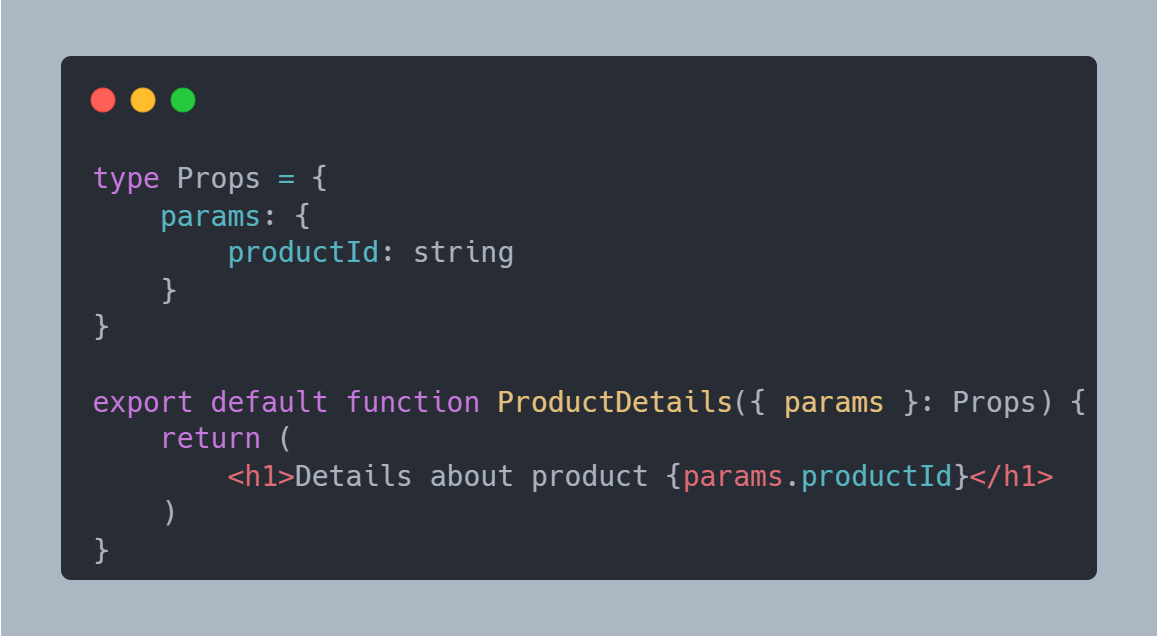 type Props = {
    params: {
        productId: string
    }
}

export default function ProductDetails({ params }: Props) {
    return (
        <h1>Details about product {params.productId}</h1>
    )
}